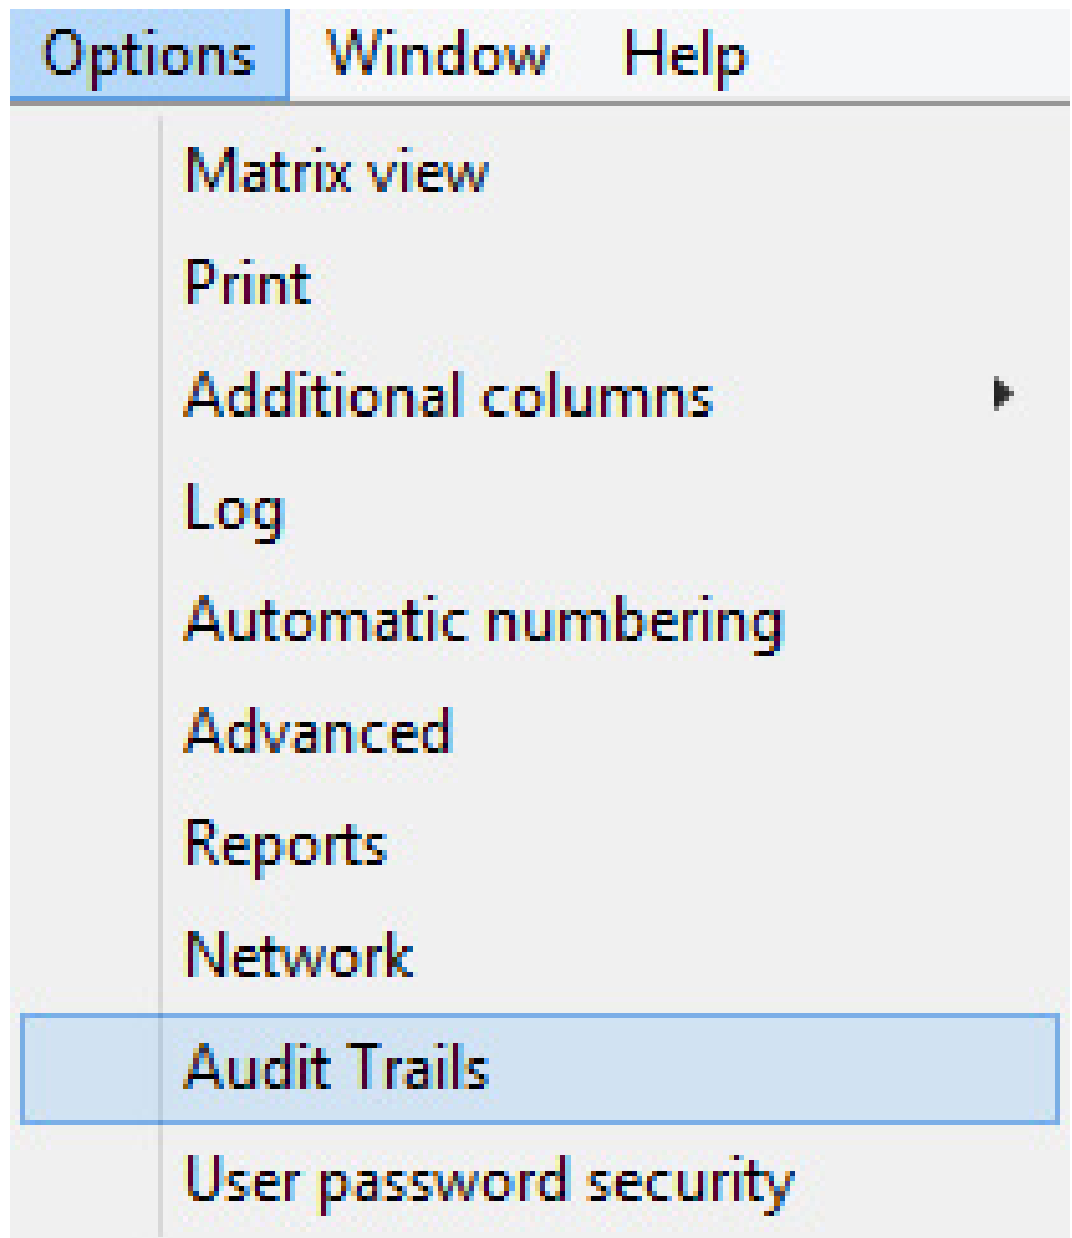 Options Window Help
Matrix view
Print
Additional columns
Log
Automatic numbering
Advanced
Reports
Network
Audit Trails
User password security